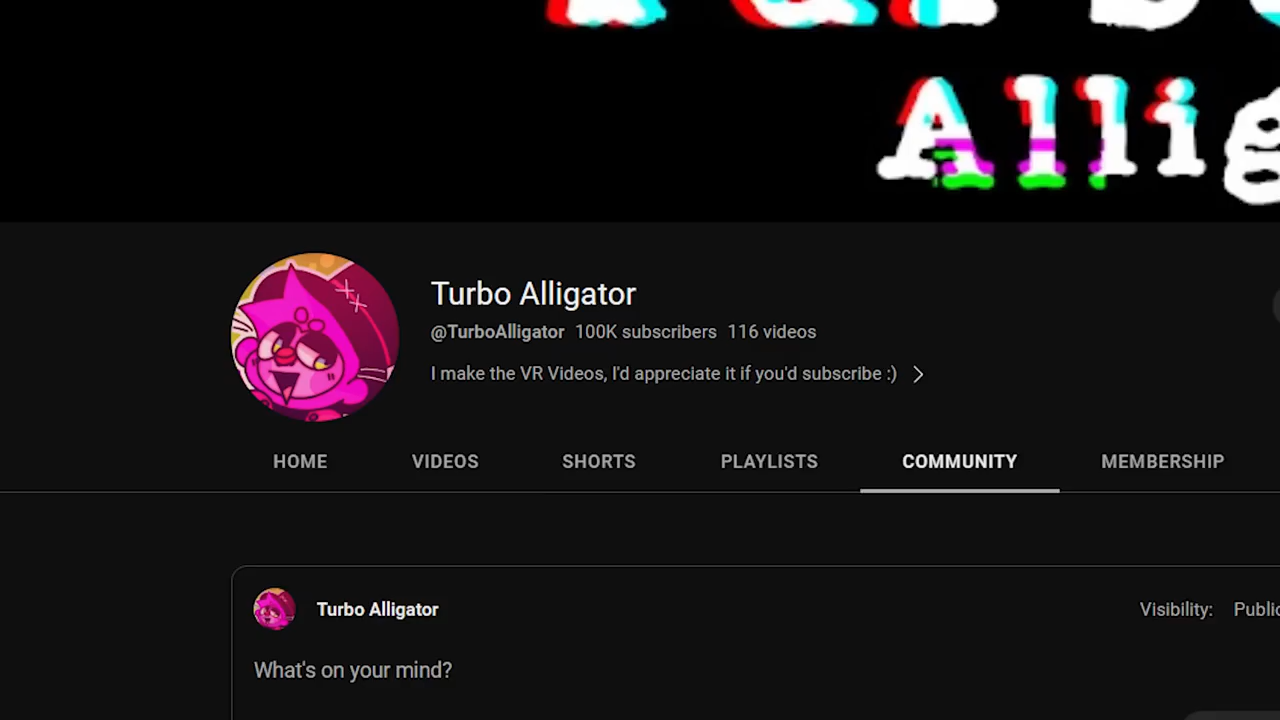 Allig
Turbo Alligator
@TurboAlligator 100K subscribers 116 videos
I make the VR Videos, I'd appreciate it if you'd subscribe :)
HOME VIDEOS SHORTS PLAYLISTS COMMUNITY MEMBERSHIP
Turbo Alligator Visibility: Public
What's on your mind?